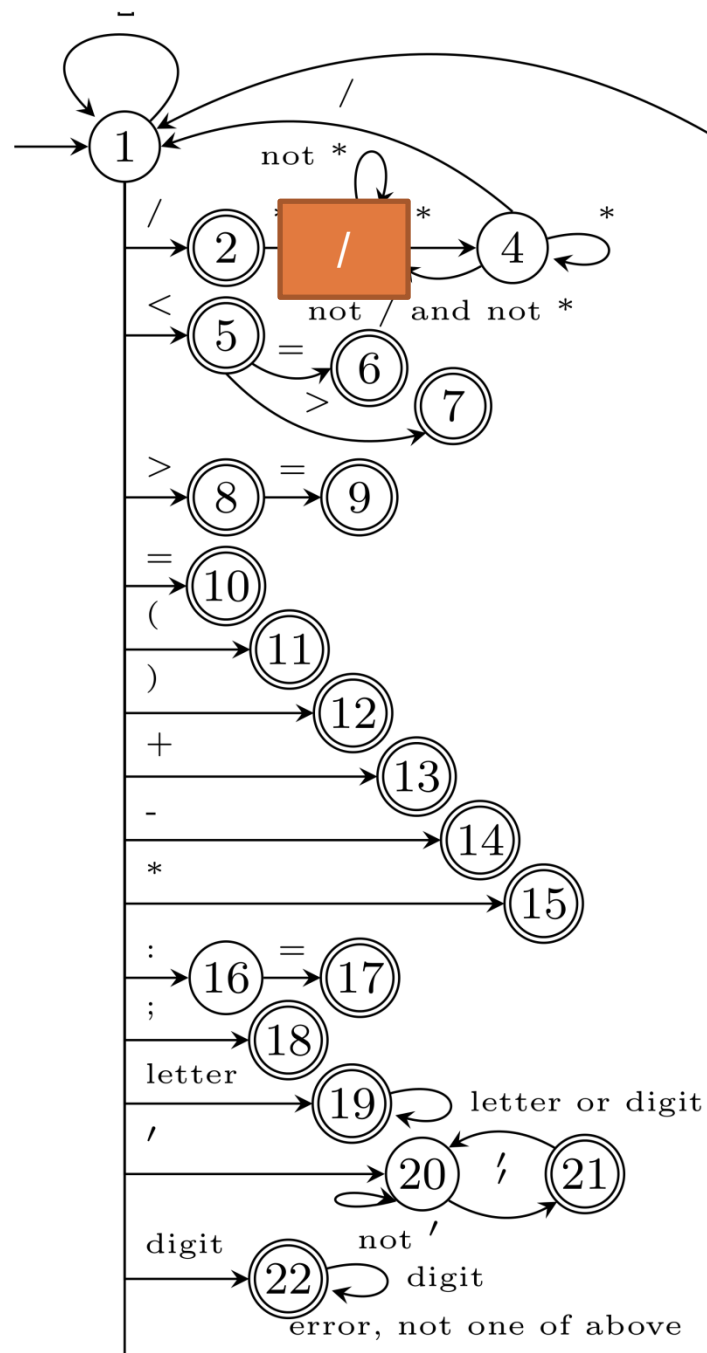 /
1
not *
/ * / * 4 *
2
not / and not *
<
5 = 6
> 7
> 8 = 9
= 10
( 11
) 12
+ 13
- 14
* 15
: 16 = 17
; 18
letter 19 letter or digit
' 20 ' ' 21
not '
digit 22 digit
error, not one of above